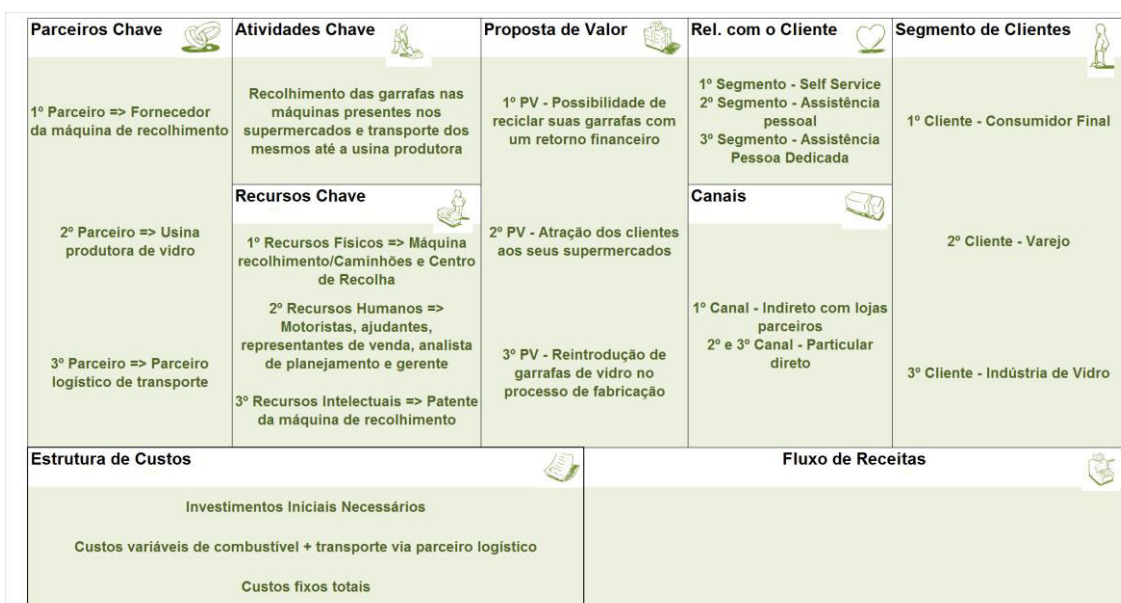 Parceiros Chave
1º Parceiro => Fornecedor
da máquina de recolhimento
2º Parceiro => Usina
produtora de vidro
3º Parceiro => Parceiro
logístico de transporte
Atividades Chave
Recolhimento das garrafas nas
máquinas presentes nos
supermercados e transporte dos
mesmos até a usina produtora
Recursos Chave
1º Recursos Físicos => Máquina
recolhimento/Caminhões e Centro
de Recolha
2º Recursos Humanos =>
Motoristas, ajudantes,
representantes de venda, analista
de planejamento e gerente
3º Recursos Intelectuais => Patente
da máquina de recolhimento
Proposta de Valor
1º PV - Possibilidade de
reciclar suas garrafas com
um retorno financeiro
2º PV - Atração dos clientes
aos seus supermercados
3º PV - Reintrodução de
garrafas de vidro no
processo de fabricação
Rel. com o Cliente
1º Segmento - Self Service
2º Segmento - Assistência
pessoal
3º Segmento - Assistência
Pessoa Dedicada
Canais
1º Canal - Indireto com lojas
parceiros
2º e 3º Canal - Particular
direto
Segmento de Clientes
1º Cliente - Consumidor Final
2º Cliente - Varejo
3º Cliente - Indústria de Vidro
Estrutura de Custos
Investimentos Iniciais Necessários
Custos variáveis de combustível + transporte via parceiro logístico
Custos fixos totais
Fluxo de Receitas